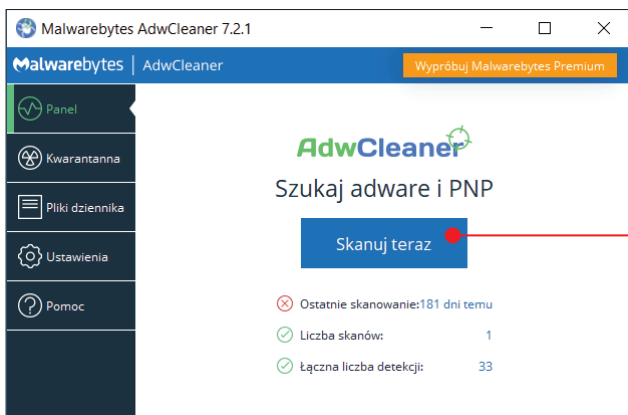 Malwarebytes AdwCleaner 7.2.1
Malwarebytes | AdwCleaner
Wypróbuj Malwarebytes Premium
Panel
Kwarantanna
Pliki dziennika
Ustawienia
Pomoc
AdwCleaner
Szukaj adware i PNP
Skanuj teraz
Ostatnie skanowanie:181 dni temu
Liczba skanów: 1
Łączna liczba detekcji: 33